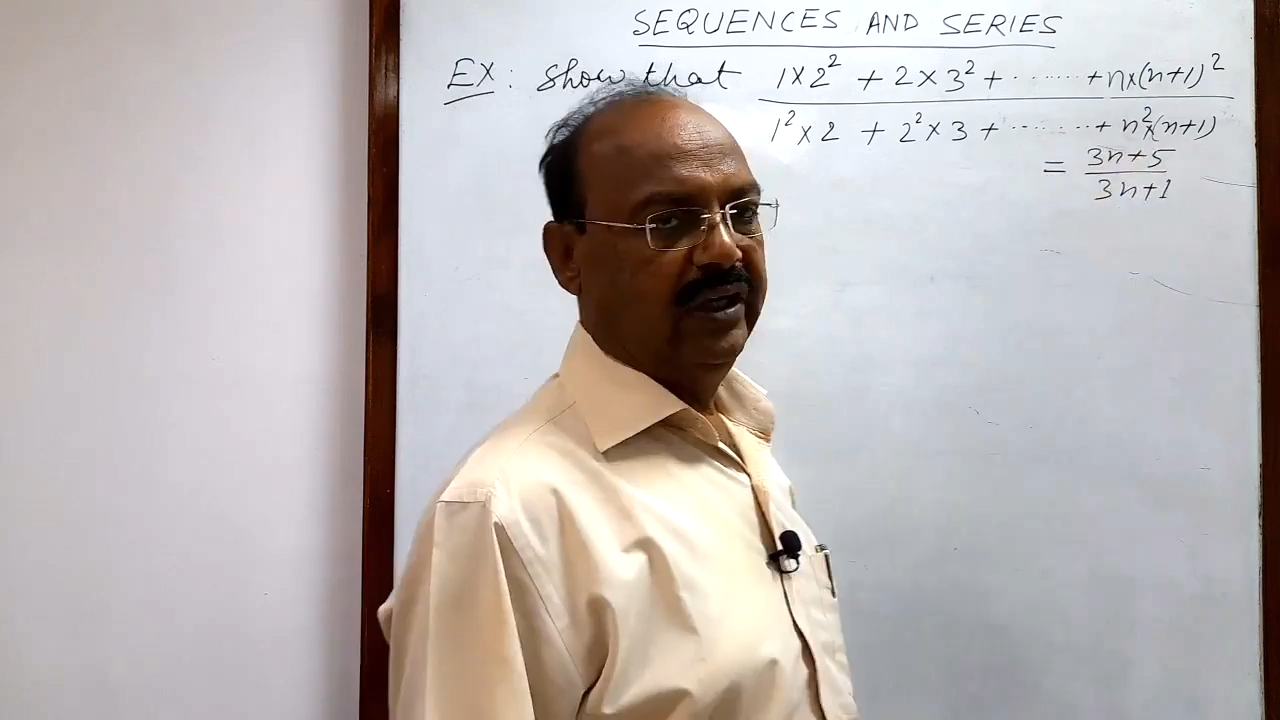 SEQUENCES AND SERIES
EX: Show that 1×2² + 2×3² + ....... + n×(n+1)²
1²×2 + 2²×3 + ........ + n²×(n+1)
= 3n+5
3n+1